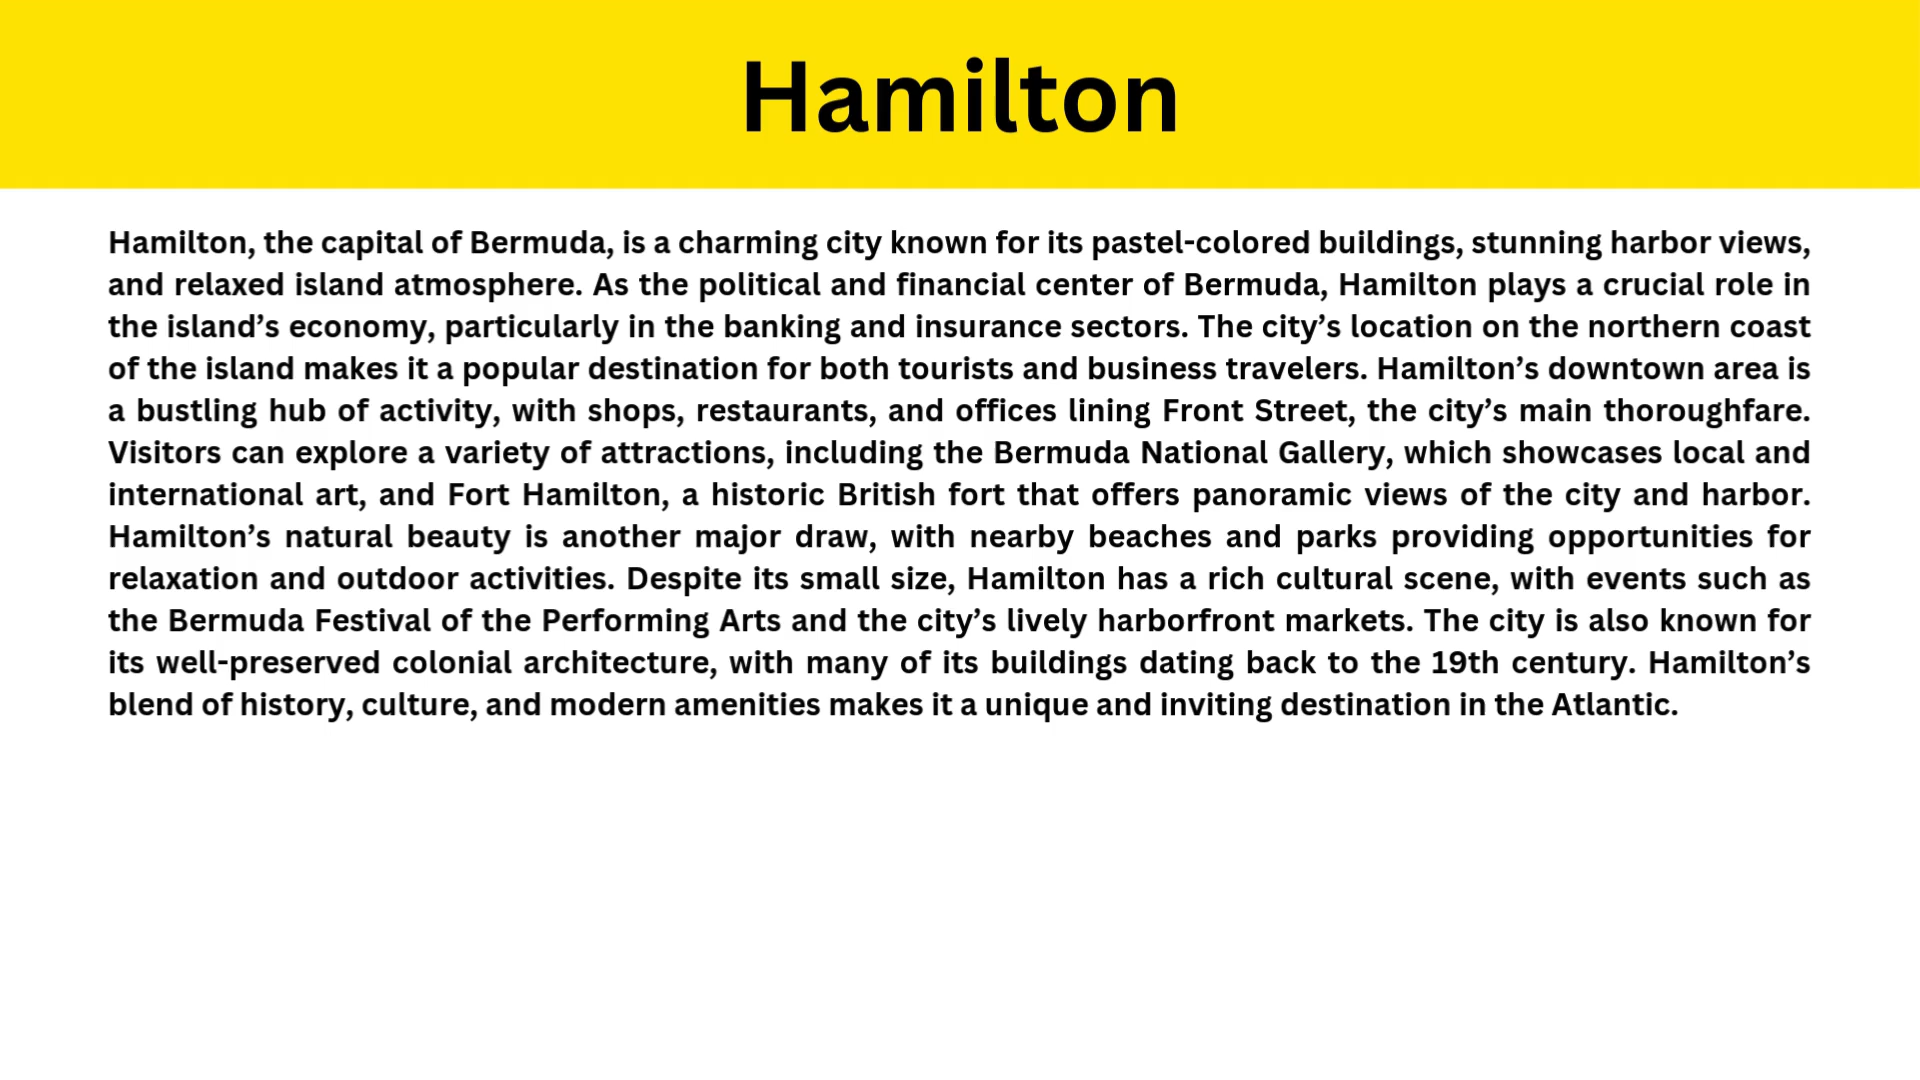 Hamilton
Hamilton, the capital of Bermuda, is a charming city known for its pastel-colored buildings, stunning harbor views,
and relaxed island atmosphere. As the political and financial center of Bermuda, Hamilton plays a crucial role in
the island’s economy, particularly in the banking and insurance sectors. The city’s location on the northern coast
of the island makes it a popular destination for both tourists and business travelers. Hamilton’s downtown area is
a bustling hub of activity, with shops, restaurants, and offices lining Front Street, the city’s main thoroughfare.
Visitors can explore a variety of attractions, including the Bermuda National Gallery, which showcases local and
international art, and Fort Hamilton, a historic British fort that offers panoramic views of the city and harbor.
Hamilton’s natural beauty is another major draw, with nearby beaches and parks providing opportunities for
relaxation and outdoor activities. Despite its small size, Hamilton has a rich cultural scene, with events such as
the Bermuda Festival of the Performing Arts and the city’s lively harborfront markets. The city is also known for
its well-preserved colonial architecture, with many of its buildings dating back to the 19th century. Hamilton’s
blend of history, culture, and modern amenities makes it a unique and inviting destination in the Atlantic.